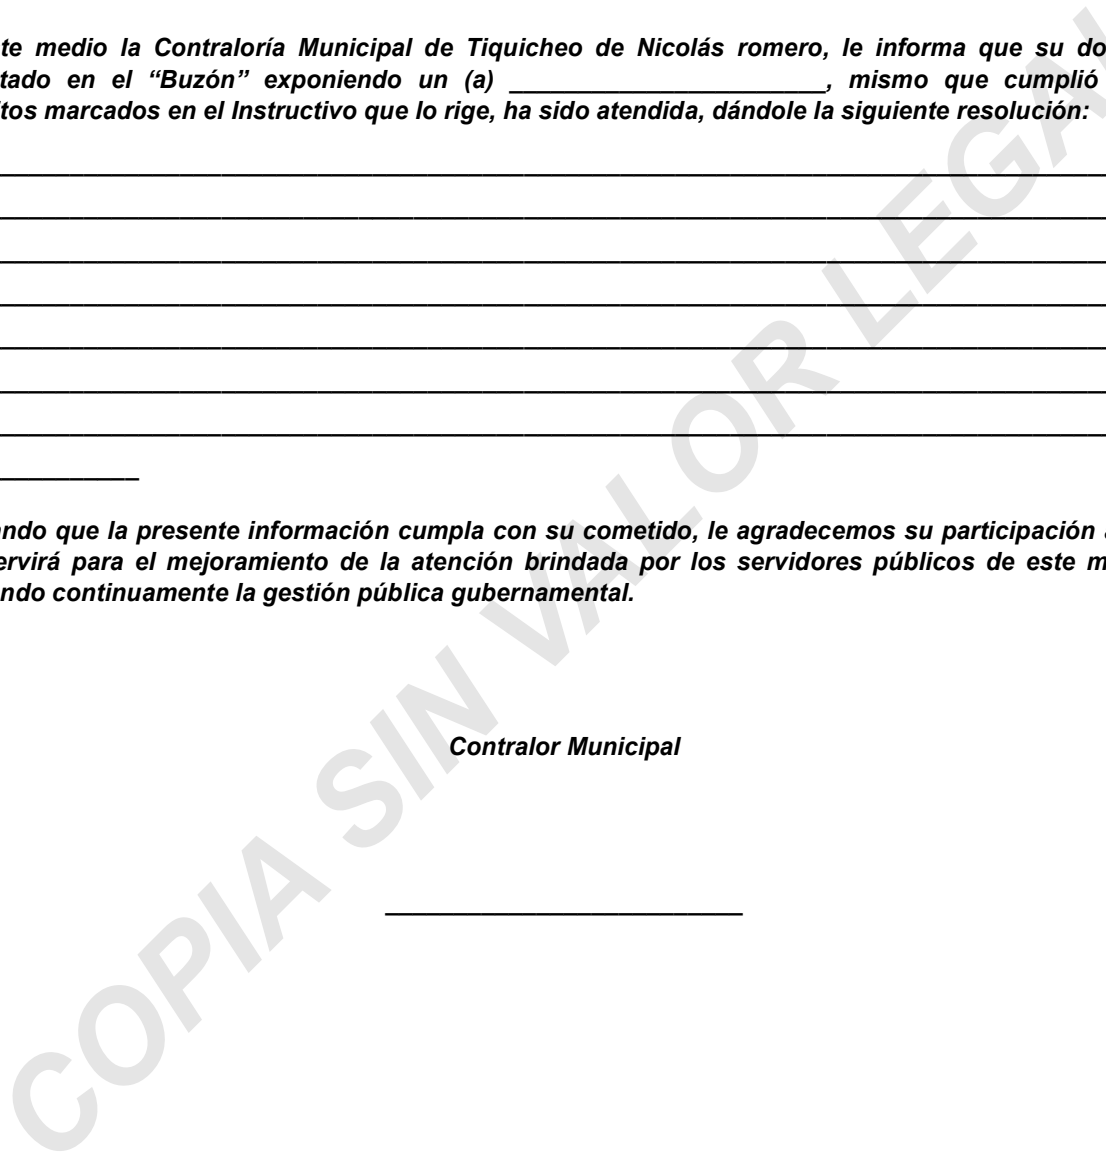 te medio la Contraloría Municipal de Tiquicheo de Nicolás romero, le informa que su do
tado en el “Buzón” exponiendo un (a) _______________________, mismo que cumplió
tos marcados en el Instructivo que lo rige, ha sido atendida, dándole la siguiente resolución:
ndo que la presente información cumpla con su cometido, le agradecemos su participación a
ervirá para el mejoramiento de la atención brindada por los servidores públicos de este m
ndo continuamente la gestión pública gubernamental.
Contralor Municipal
COPIA SIN VALOR LEGAL